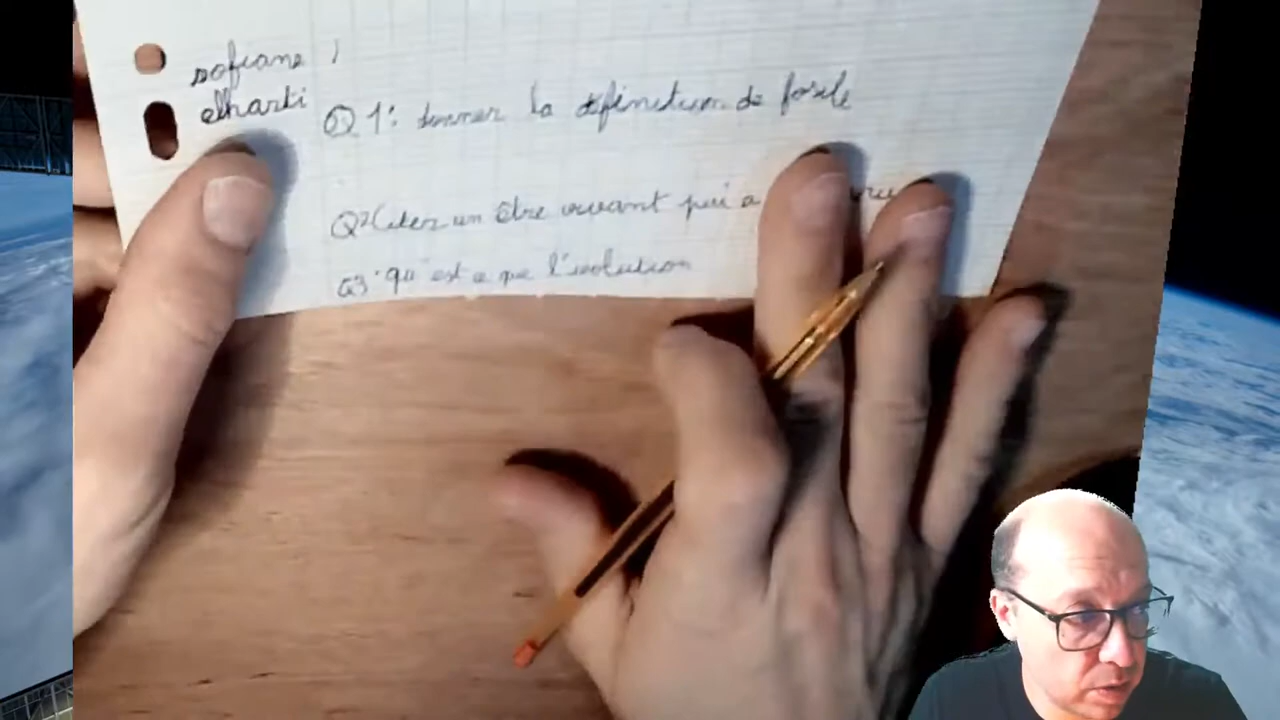 sofiane
elharti
Q1: donner la définition de fosile
Q2 Citer un être vivant qui a
Q3 "qu'est ce que l'évolution